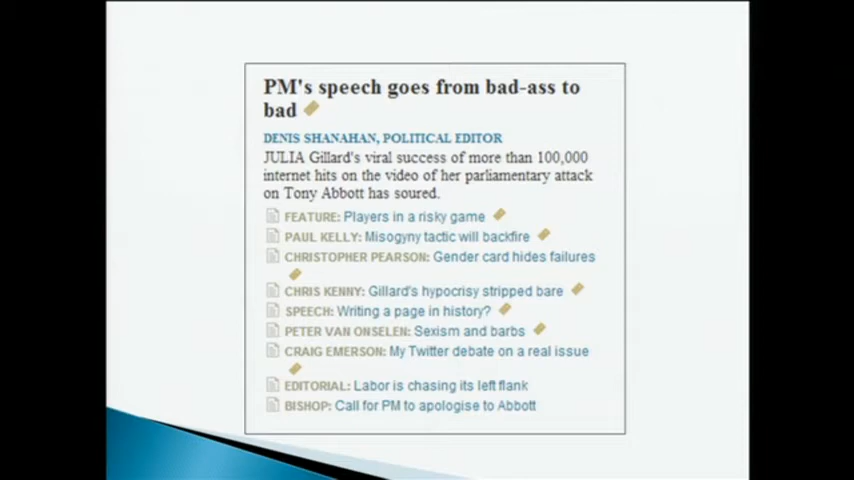 PM's speech goes from bad-ass to
bad
DENIS SHANAHAN, POLITICAL EDITOR
JULIA Gillard's viral success of more than 100,000
internet hits on the video of her parliamentary attack
on Tony Abbott has soured.
FEATURE: Players in a risky game
PAUL KELLY: Misogyny tactic will backfire
CHRISTOPHER PEARSON: Gender card hides failures
CHRIS KENNY: Gillard's hypocrisy stripped bare
SPEECH: Writing a page in history?
PETER VAN ONSELEN: Sexism and barbs
CRAIG EMERSON: My Twitter debate on a real issue
EDITORIAL: Labor is chasing its left flank
BISHOP: Call for PM to apologise to Abbott